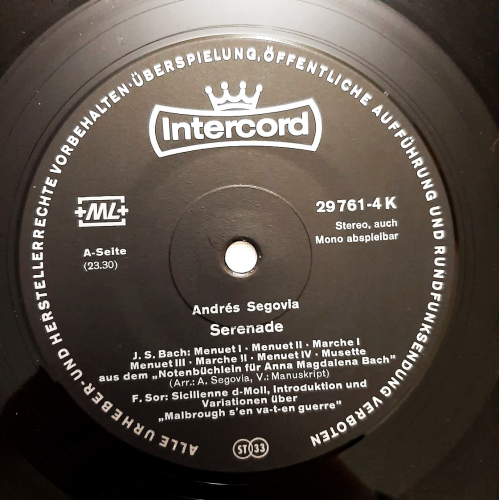 ALLE URHEBER- UND HERSTELLERRECHTE VORBEHALTEN · ÜBERSPIELUNG, ÖFFENTLICHE AUFFÜHRUNG UND RUNDFUNKSENDUNG VERBOTEN
Intercord
+ML+
29761-4 K
Stereo, auch
Mono abspielbar
A-Seite
(23.30)
Andrés Segovia
Serenade
J. S. Bach: Menuet I · Menuet II · Marche I
Menuet III · Marche II · Menuet IV · Musette
aus dem „Notenbüchlein für Anna Magdalena Bach"
(Arr.: A. Segovia, V.: Manuskript)
F. Sor: Sicilienne d-Moll, Introduktion und
Variationen über
„Malbrough s'en va-t-en guerre"
ST 33